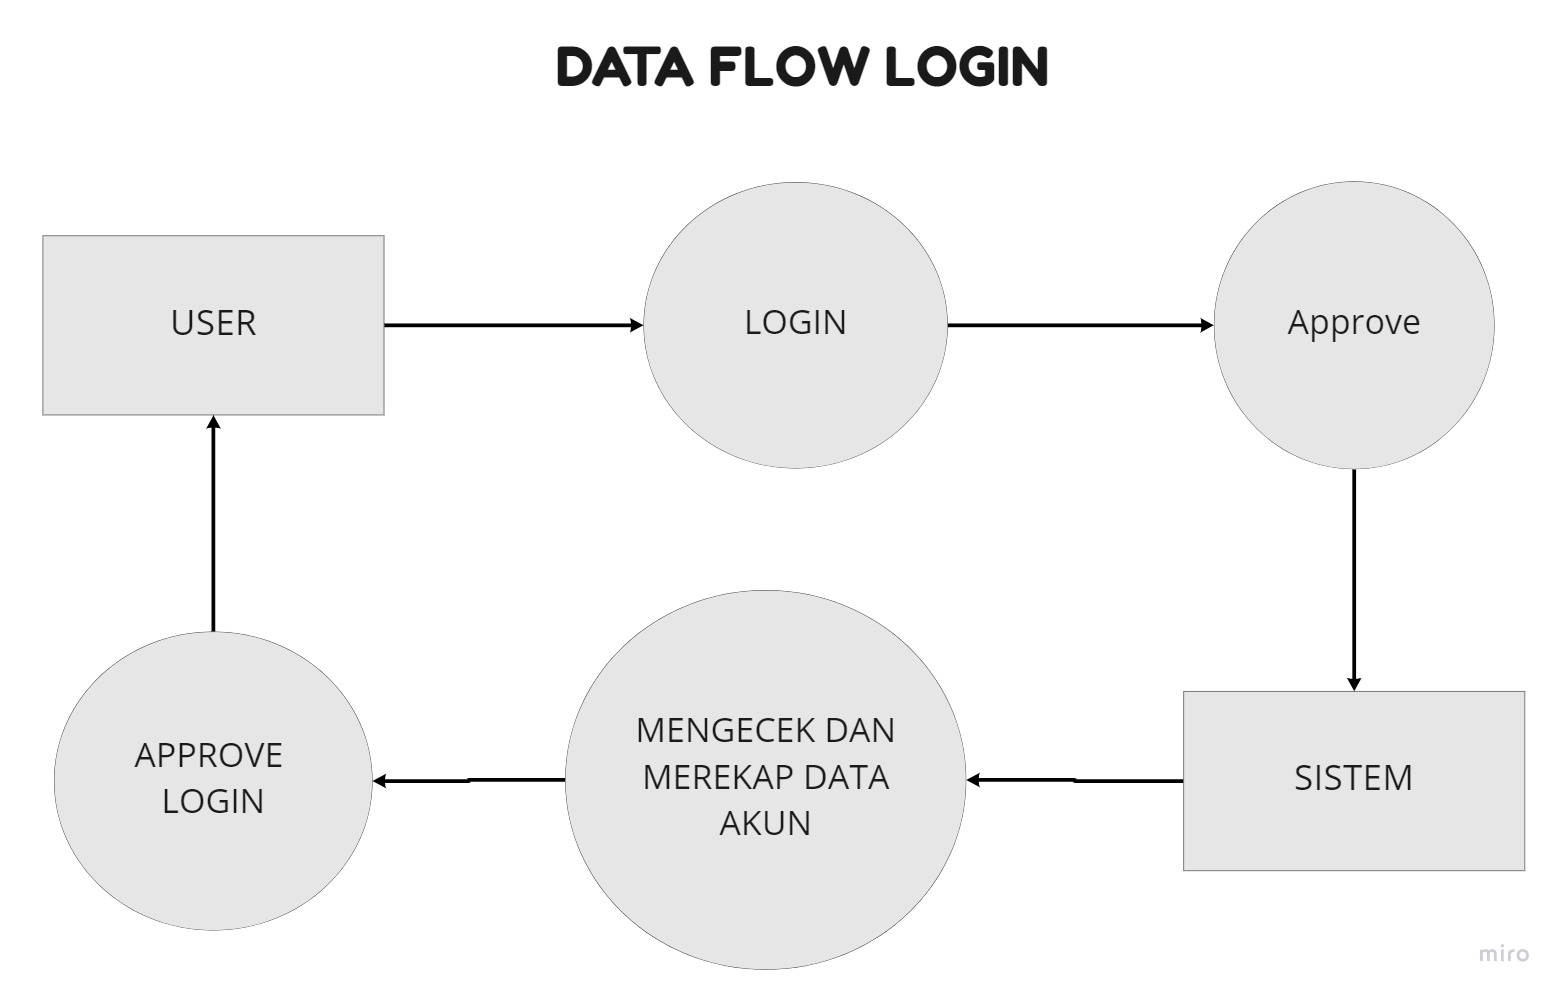 DATA FLOW LOGIN
USER
LOGIN
Approve
APPROVE
LOGIN
MENGECEK DAN
MEREKAP DATA
AKUN
SISTEM
miro